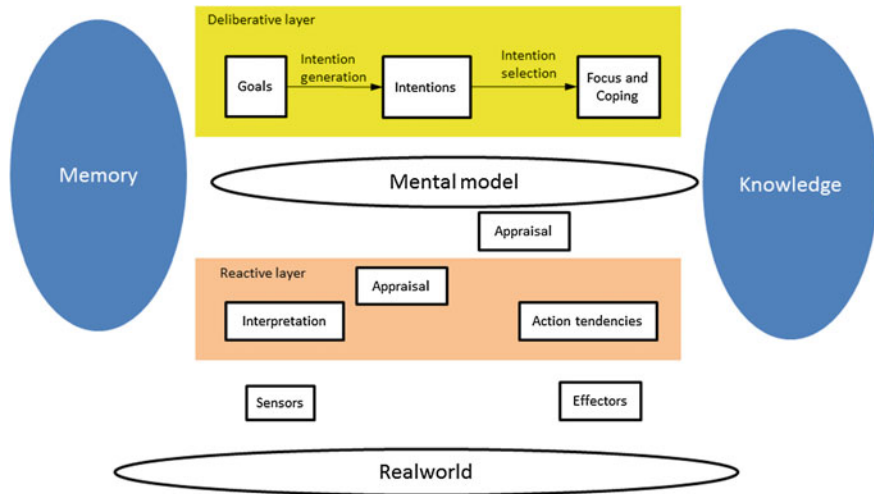 Deliberative layer
Intention
generation
Intention
selection
Goals
Intentions
Focus and
Coping
Memory
Mental model
Knowledge
Appraisal
Reactive layer
Appraisal
Interpretation
Action tendencies
Sensors
Effectors
Realworld